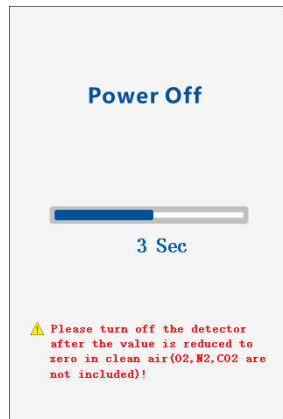 Power Off
3 Sec
Please turn off the detector
after the value is reduced to
zero in clean air(O2,N2,CO2 are
not included)!